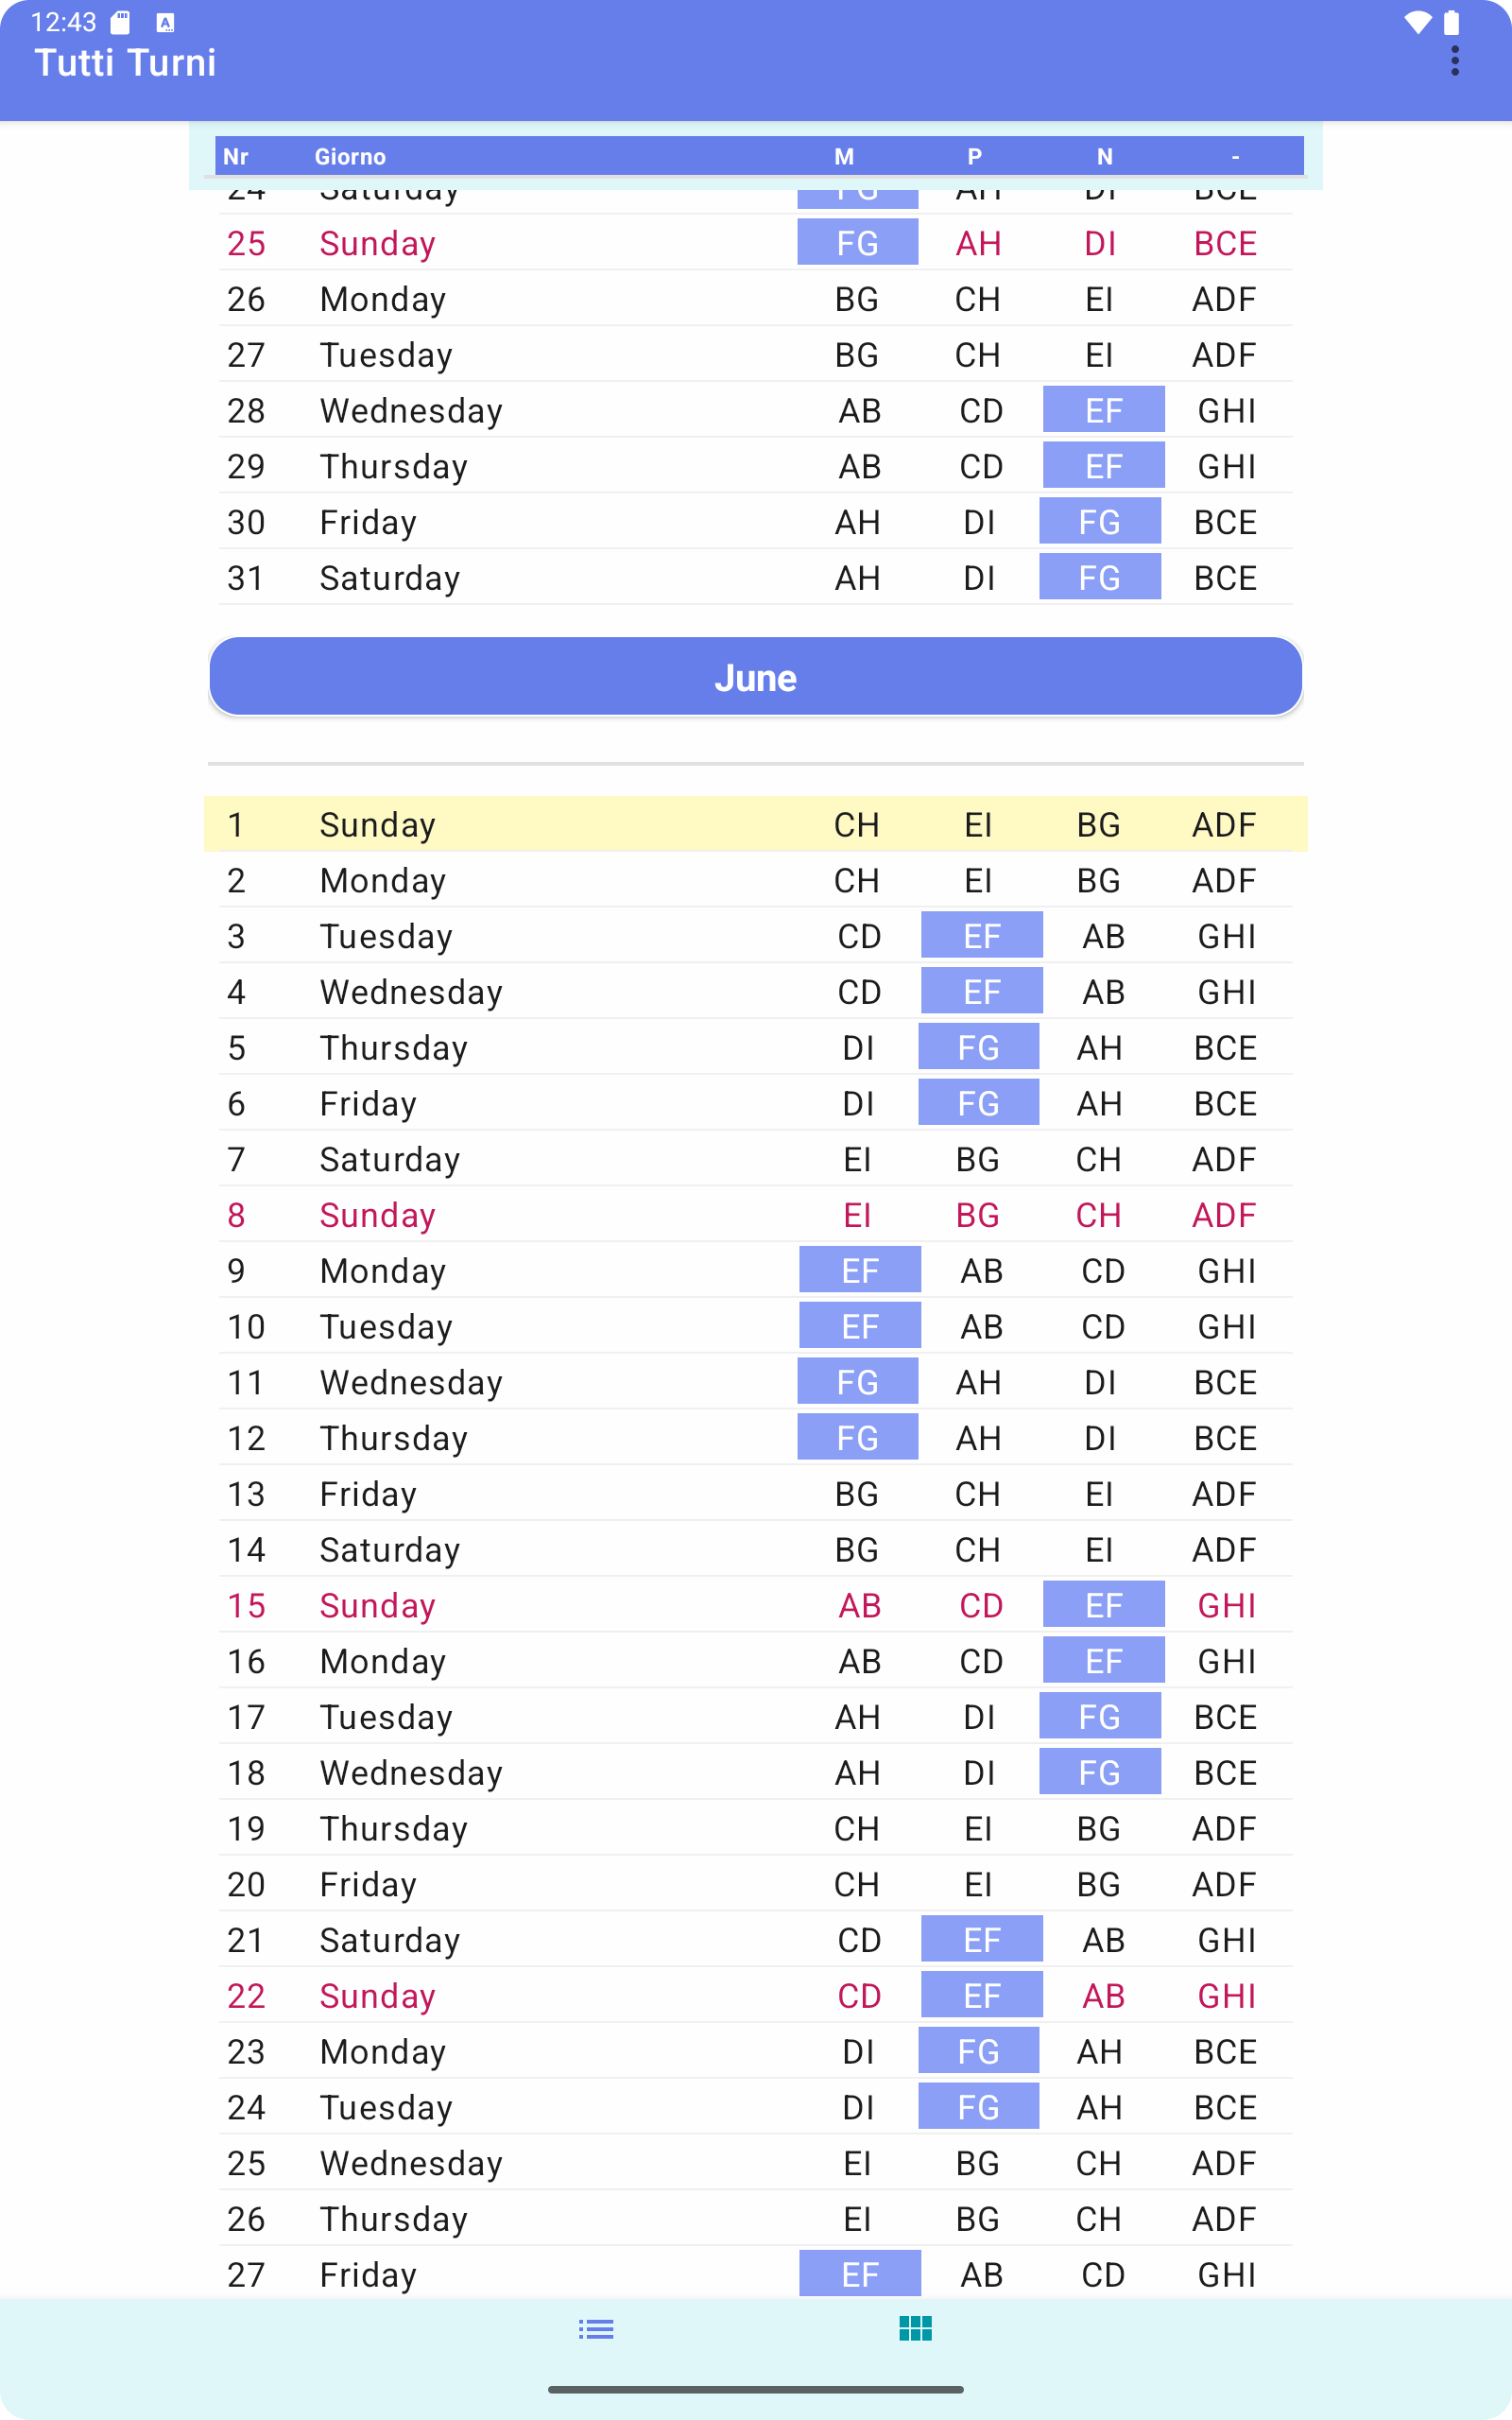 12:43
Tutti Turni
Nr Giorno M P N -
24 Saturday FG AH DI BCE
25 Sunday FG AH DI BCE
26 Monday BG CH EI ADF
27 Tuesday BG CH EI ADF
28 Wednesday AB CD EF GHI
29 Thursday AB CD EF GHI
30 Friday AH DI FG BCE
31 Saturday AH DI FG BCE
June
1 Sunday CH EI BG ADF
2 Monday CH EI BG ADF
3 Tuesday CD EF AB GHI
4 Wednesday CD EF AB GHI
5 Thursday DI FG AH BCE
6 Friday DI FG AH BCE
7 Saturday EI BG CH ADF
8 Sunday EI BG CH ADF
9 Monday EF AB CD GHI
10 Tuesday EF AB CD GHI
11 Wednesday FG AH DI BCE
12 Thursday FG AH DI BCE
13 Friday BG CH EI ADF
14 Saturday BG CH EI ADF
15 Sunday AB CD EF GHI
16 Monday AB CD EF GHI
17 Tuesday AH DI FG BCE
18 Wednesday AH DI FG BCE
19 Thursday CH EI BG ADF
20 Friday CH EI BG ADF
21 Saturday CD EF AB GHI
22 Sunday CD EF AB GHI
23 Monday DI FG AH BCE
24 Tuesday DI FG AH BCE
25 Wednesday EI BG CH ADF
26 Thursday EI BG CH ADF
27 Friday EF AB CD GHI